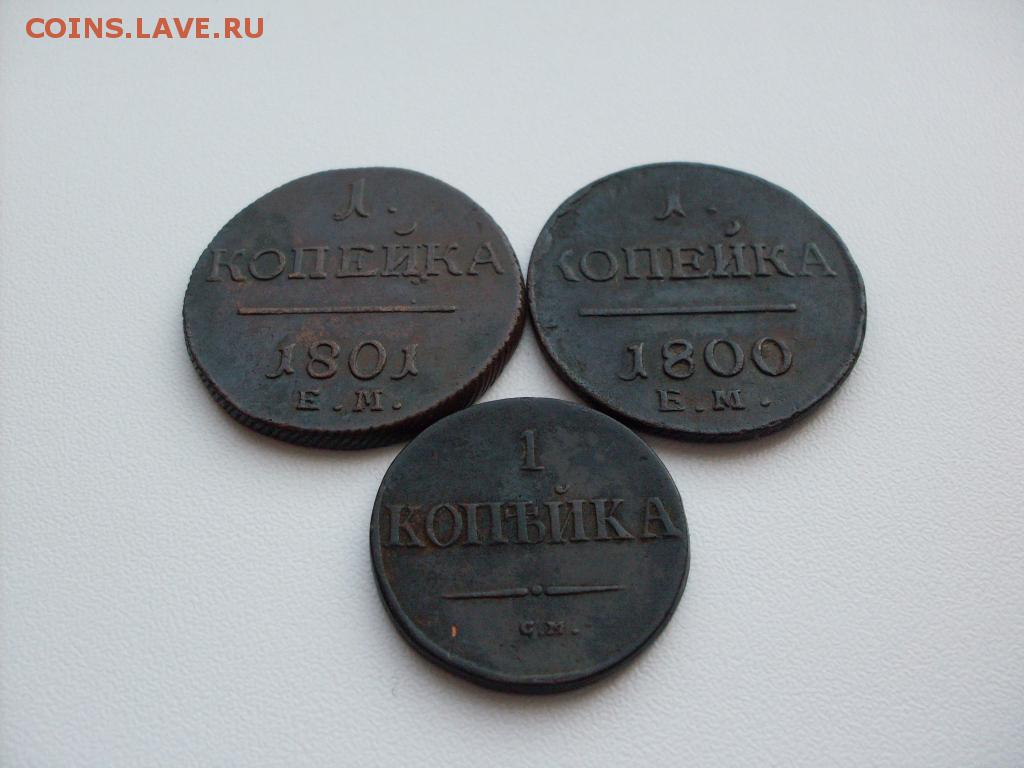 COINS.LAVE.RU
1.
КОПЕЙКА
1801
Е.М.
1.
КОПЕЙКА
1800
Е.М.
1
КОПѢЙКА
С.М.